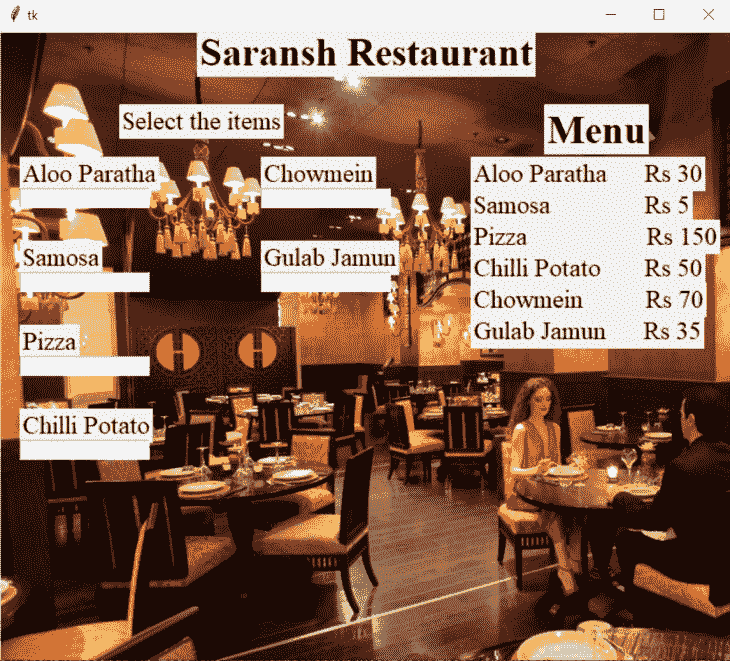 tk
Saransh Restaurant
Select the items
Aloo Paratha
Chowmein
Samosa
Gulab Jamun
Pizza
Chilli Potato
Menu
Aloo Paratha Rs 30
Samosa Rs 5
Pizza Rs 150
Chilli Potato Rs 50
Chowmein Rs 70
Gulab Jamun Rs 35